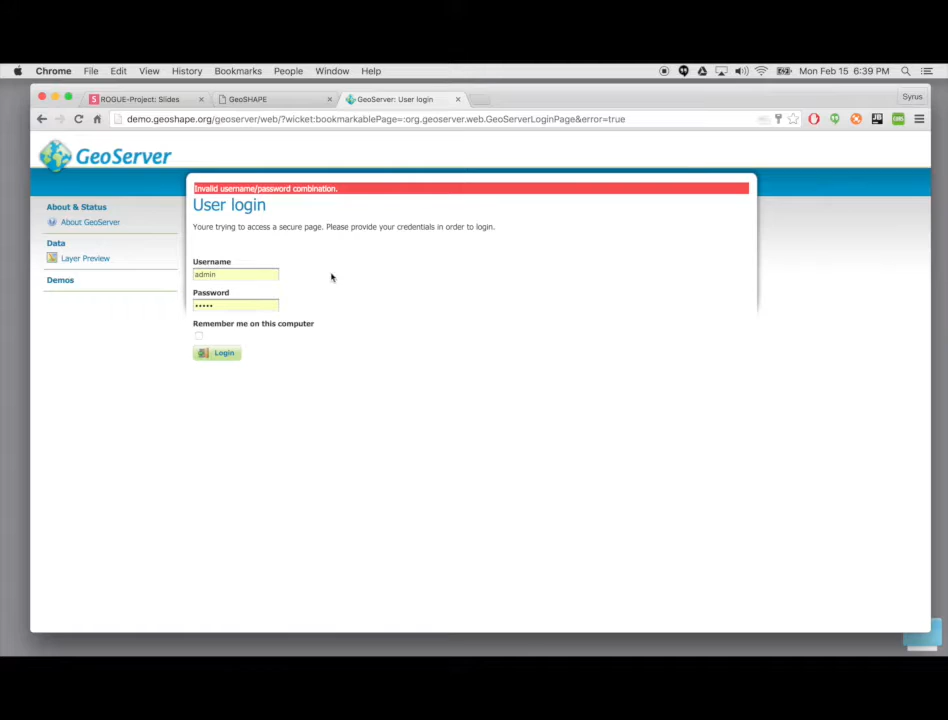 Chrome File Edit View History Bookmarks People Window Help Mon Feb 15 6:39 PM
ROGUE-Project: Slides GeoSHAPE GeoServer: User login Syrus
demo.geoshape.org/geoserver/web/?wicket:bookmarkablePage=:org.geoserver.web.GeoServerLoginPage&error=true
GeoServer
Invalid username/password combination.
User login
Youre trying to access a secure page. Please provide your credentials in order to login.
About & Status
About GeoServer
Data
Layer Preview
Demos
Username
admin
Password
•••••
Remember me on this computer
Login